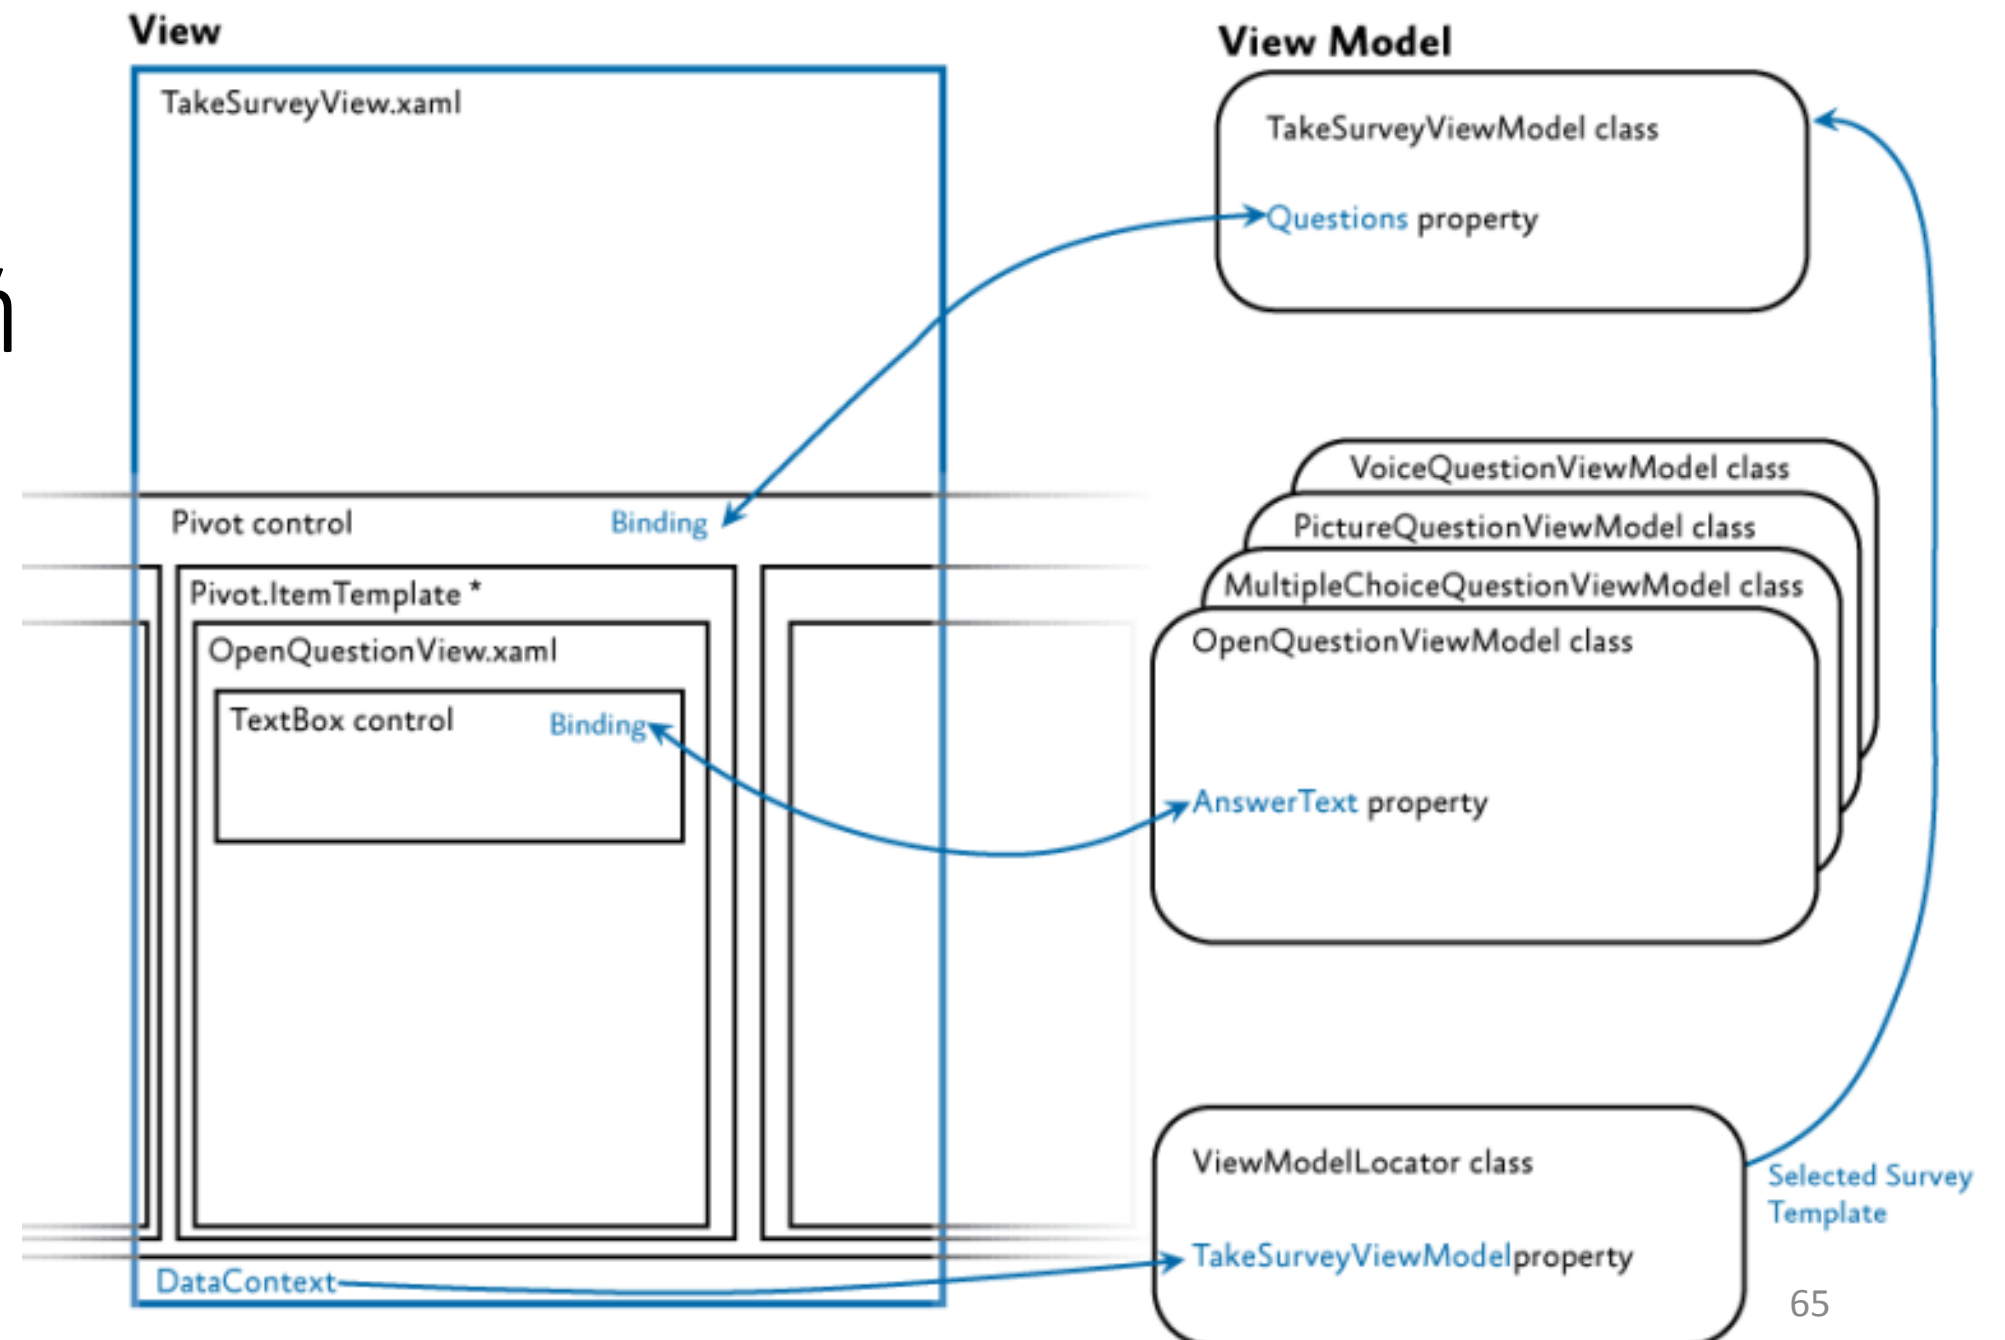 View
View Model
TakeSurveyView.xaml
TakeSurveyViewModel class
Questions property
VoiceQuestionViewModel class
Pivot control Binding
PictureQuestionViewModel class
Pivot.ItemTemplate *
MultipleChoiceQuestionViewModel class
OpenQuestionView.xaml
OpenQuestionViewModel class
TextBox control Binding
AnswerText property
ViewModelLocator class
Selected Survey
Template
TakeSurveyViewModelproperty
DataContext
65